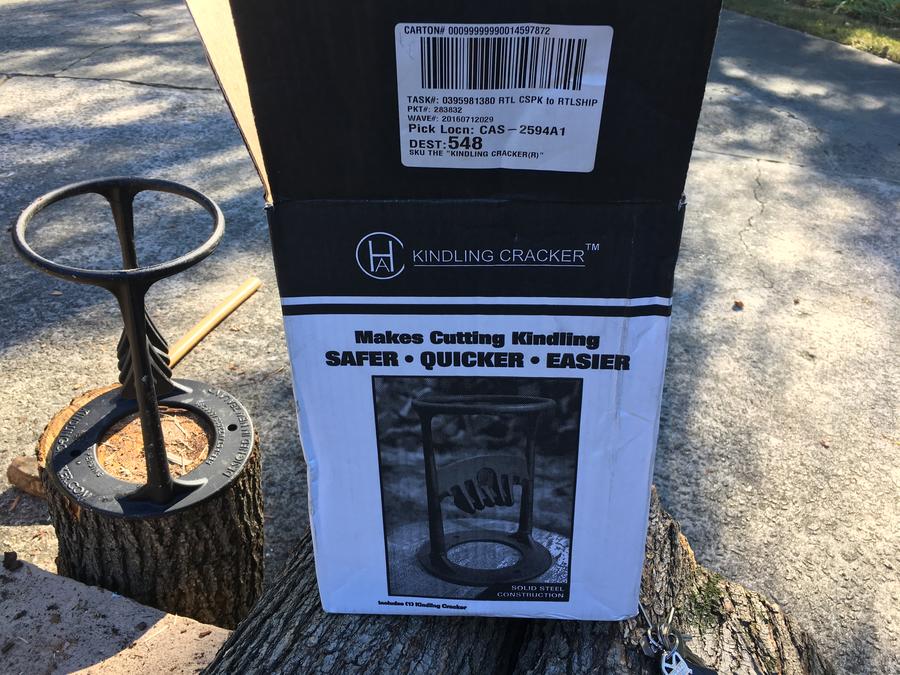 CARTON# 00099999990014597872
TASK#: 0395981380 RTL CSPK to RTLSHIP
PKT#: 283832
WAVE#: 20160712029
Pick Locn: CAS-2594A1
DEST: 548
SKU THE "KINDLING CRACKER(R)"
HA KINDLING CRACKER™
Makes Cutting Kindling
SAFER • QUICKER • EASIER
SOLID STEEL
CONSTRUCTION
Includes (1) Kindling Cracker